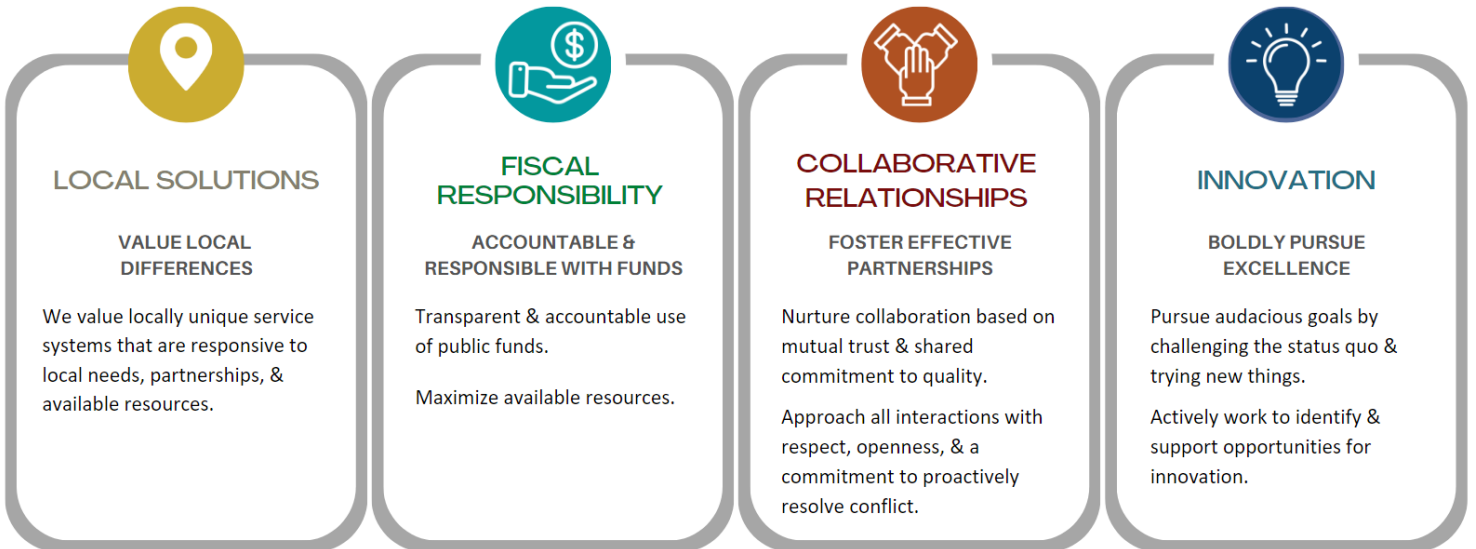 LOCAL SOLUTIONS
VALUE LOCAL
DIFFERENCES
We value locally unique service
systems that are responsive to
local needs, partnerships, &
available resources.
$
FISCAL
RESPONSIBILITY
ACCOUNTABLE &
RESPONSIBLE WITH FUNDS
Transparent & accountable use
of public funds.
Maximize available resources.
COLLABORATIVE
RELATIONSHIPS
FOSTER EFFECTIVE
PARTNERSHIPS
Nurture collaboration based on
mutual trust & shared
commitment to quality.
Approach all interactions with
respect, openness, & a
commitment to proactively
resolve conflict.
INNOVATION
BOLDLY PURSUE
EXCELLENCE
Pursue audacious goals by
challenging the status quo &
trying new things.
Actively work to identify &
support opportunities for
innovation.